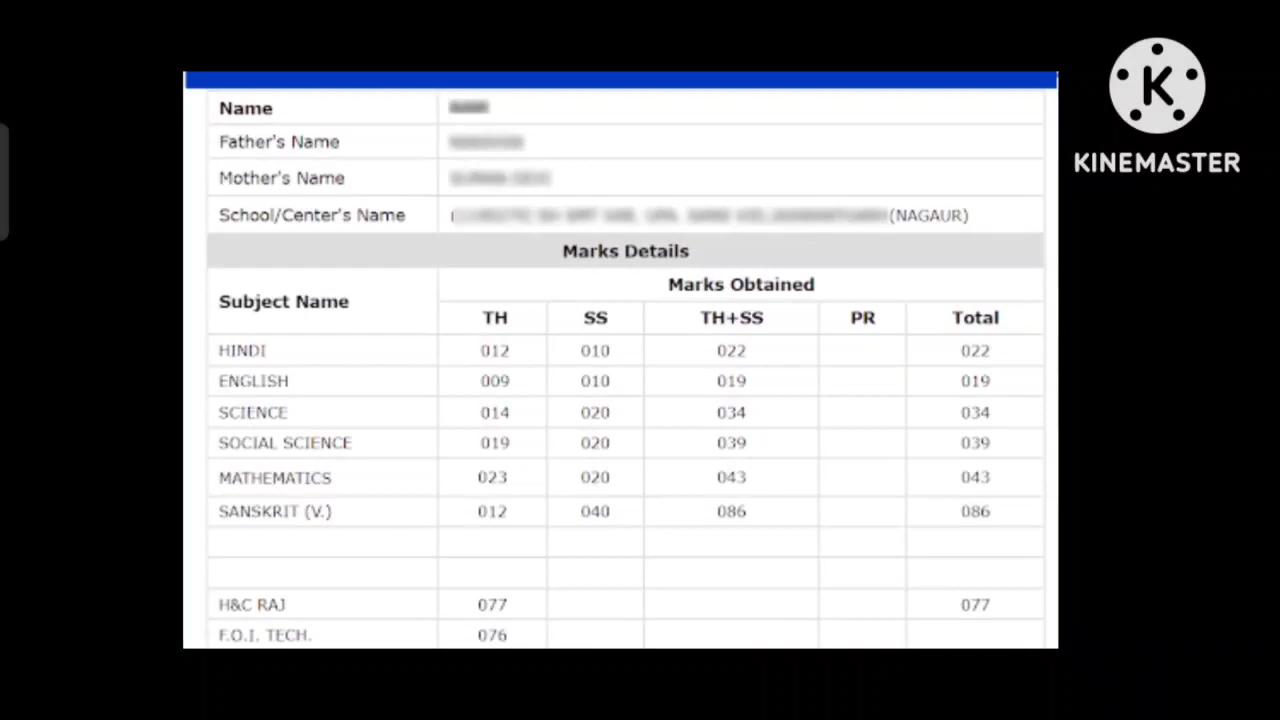 KINEMASTER
Name
Father's Name
Mother's Name
School/Center's Name (NAGAUR)
Marks Details
Subject Name Marks Obtained
TH SS TH+SS PR Total
HINDI 012 010 022 022
ENGLISH 009 010 019 019
SCIENCE 014 020 034 034
SOCIAL SCIENCE 019 020 039 039
MATHEMATICS 023 020 043 043
SANSKRIT (V.) 012 040 086 086
H&C RAJ 077 077
F.O.I. TECH. 076